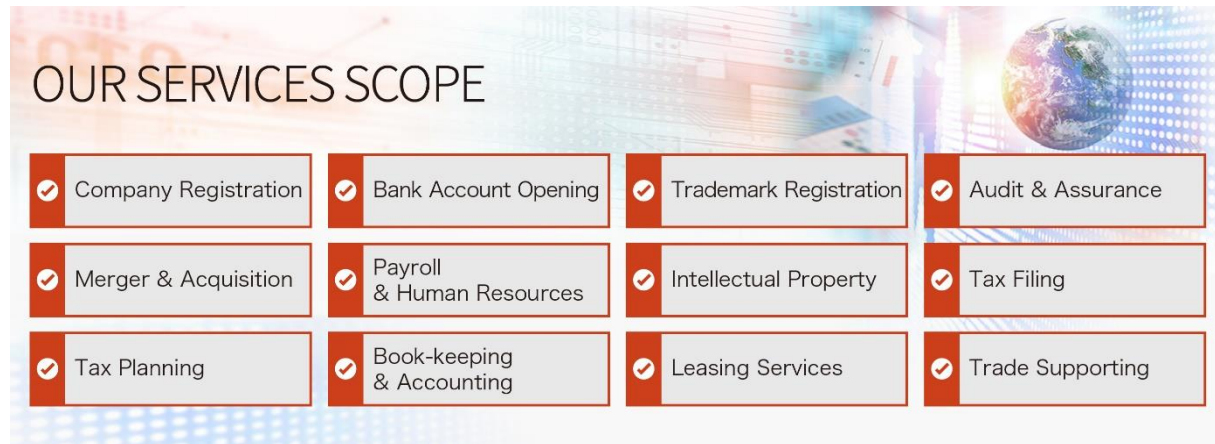 OUR SERVICES SCOPE
Company Registration
Bank Account Opening
Trademark Registration
Audit & Assurance
Merger & Acquisition
Payroll
& Human Resources
Intellectual Property
Tax Filing
Tax Planning
Book-keeping
& Accounting
Leasing Services
Trade Supporting